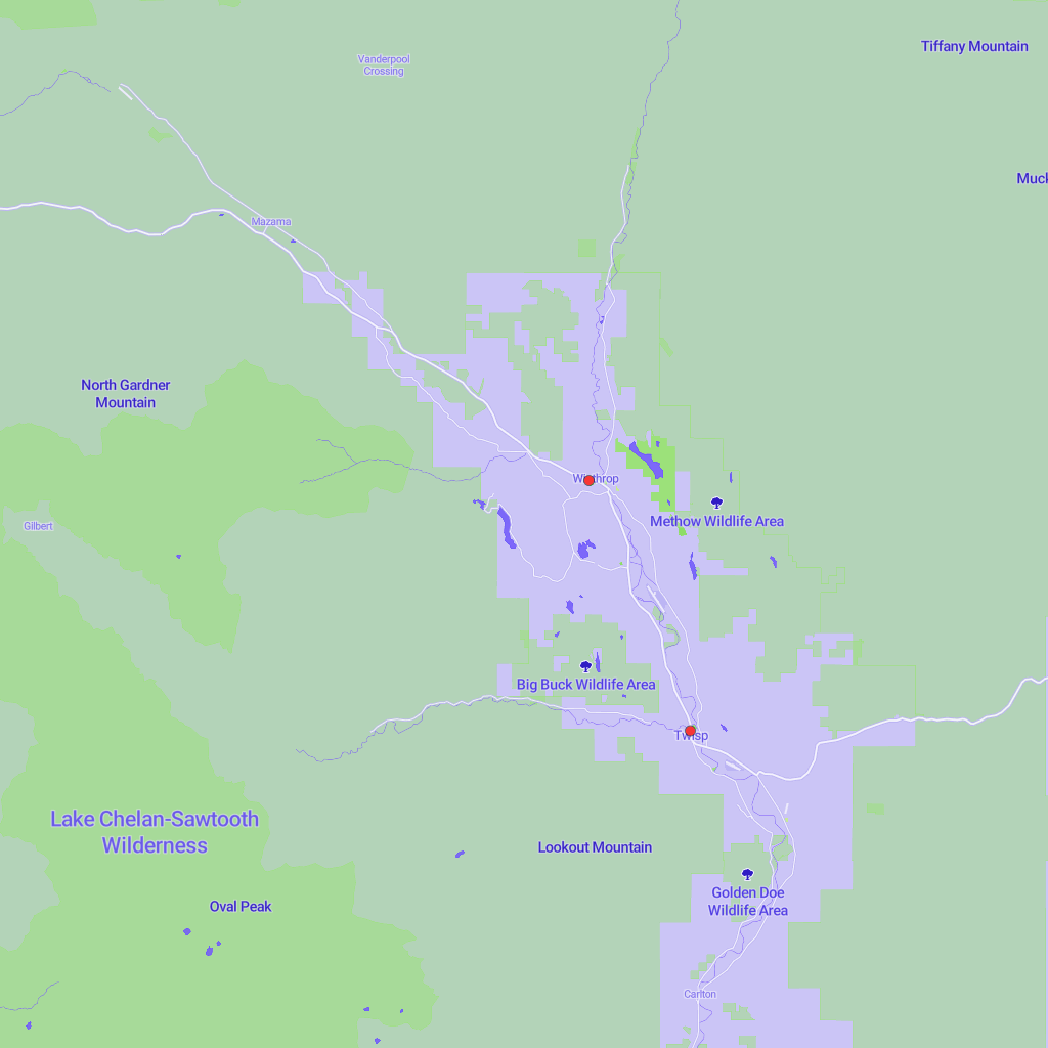 Tiffany Mountain
Vanderpool
Crossing
Mazama
North Gardner
Mountain
Winthrop
Methow Wildlife Area
Gilbert
Big Buck Wildlife Area
Twisp
Lake Chelan-Sawtooth
Wilderness
Lookout Mountain
Golden Doe
Wildlife Area
Oval Peak
Carlton